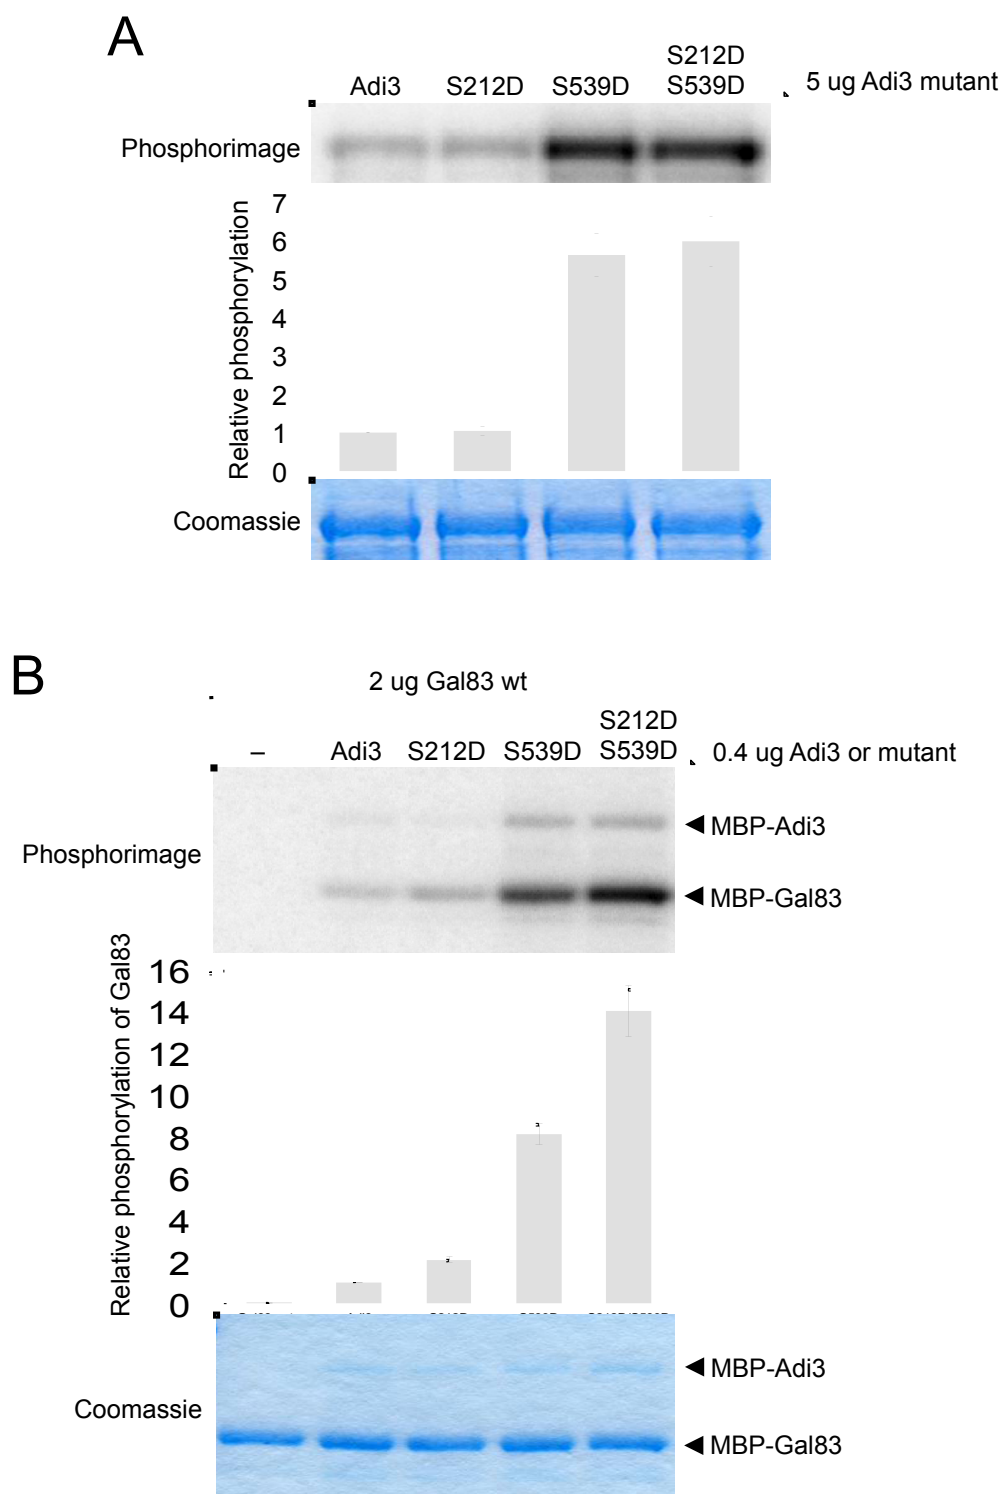 A
S212D
Adi3 S212D S539D S539D 5 ug Adi3 mutant
Phosphorimage
Relative phosphorylation
7
6
5
4
3
2
1
0
Coomassie
B
2 ug Gal83 wt
S212D
– Adi3 S212D S539D S539D 0.4 ug Adi3 or mutant
MBP-Adi3
Phosphorimage
MBP-Gal83
Relative phosphorylation of Gal83
16
14
12
10
8
6
4
2
0
MBP-Adi3
Coomassie
MBP-Gal83